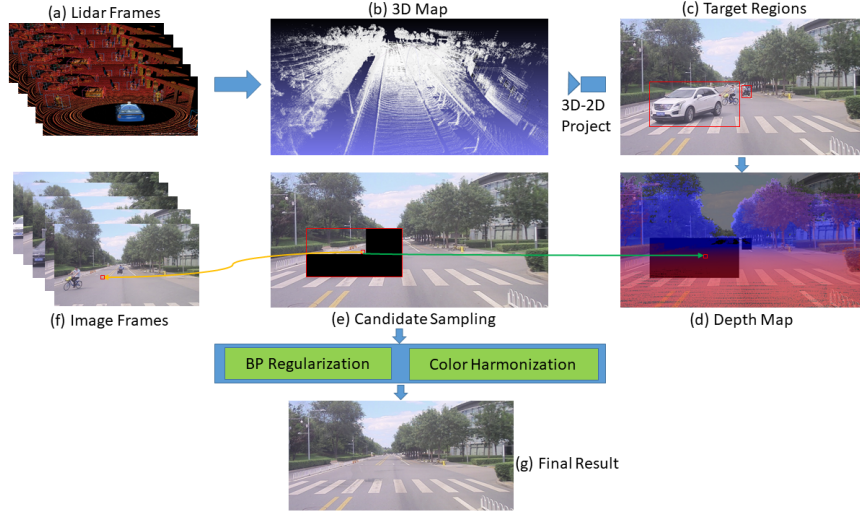 (a) Lidar Frames
(b) 3D Map
(c) Target Regions
3D-2D
Project
(f) Image Frames
(e) Candidate Sampling
(d) Depth Map
BP Regularization
Color Harmonization
(g) Final Result